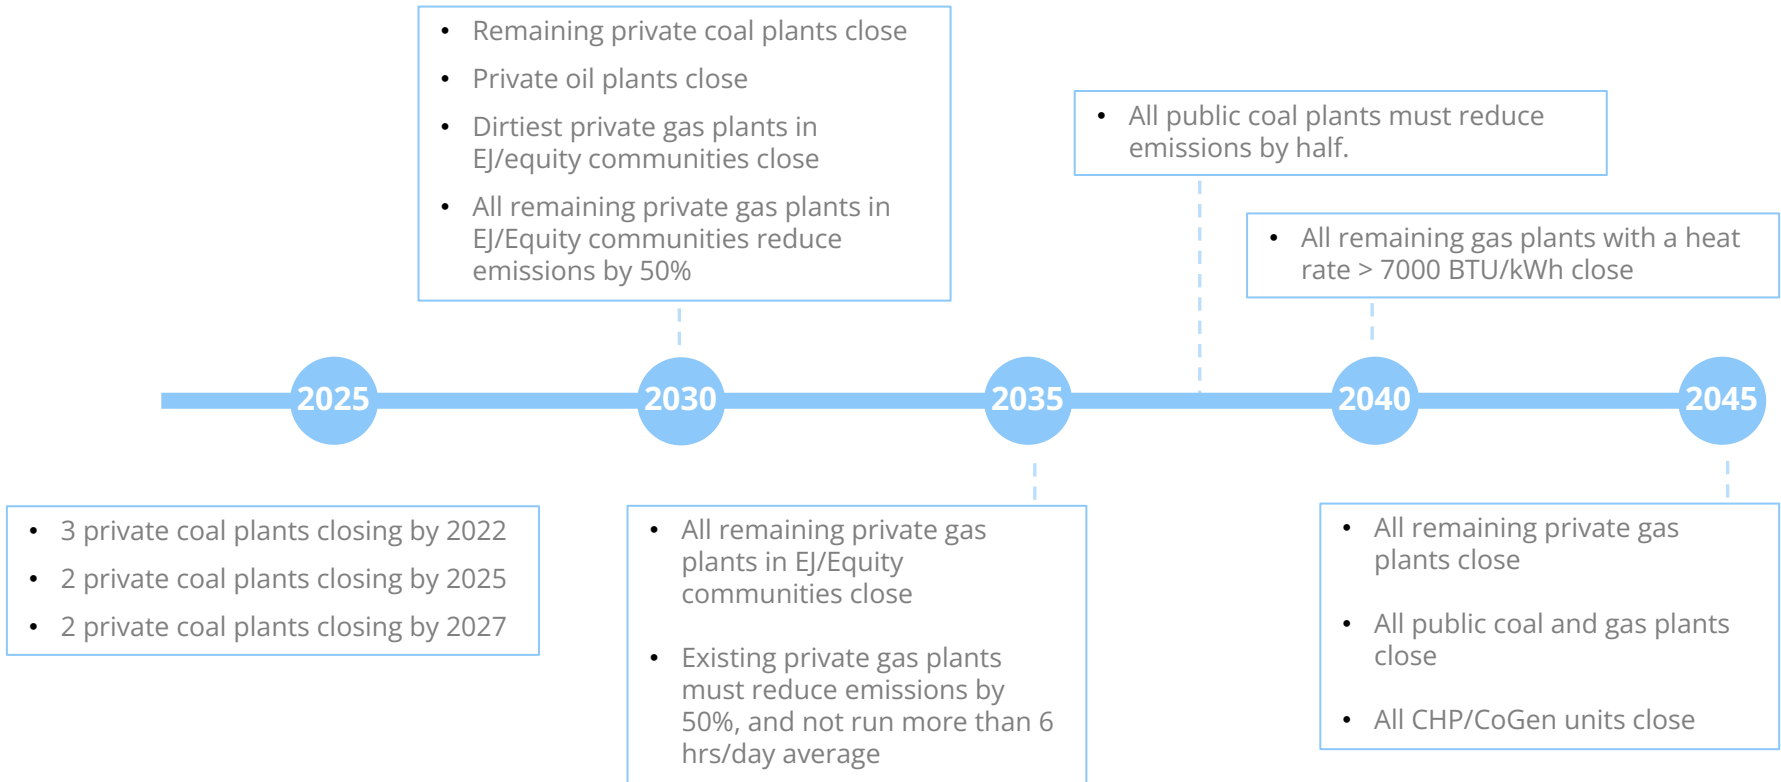 • Remaining private coal plants close
• Private oil plants close
• Dirtiest private gas plants in
EJ/equity communities close
• All remaining private gas plants in
EJ/Equity communities reduce
emissions by 50%
• All public coal plants must reduce
emissions by half.
• All remaining gas plants with a heat
rate > 7000 BTU/kWh close
2025
2030
2035
2040
2045
• 3 private coal plants closing by 2022
• 2 private coal plants closing by 2025
• 2 private coal plants closing by 2027
• All remaining private gas
plants in EJ/Equity
communities close
• Existing private gas plants
must reduce emissions by
50%, and not run more than 6
hrs/day average
• All remaining private gas
plants close
• All public coal and gas plants
close
• All CHP/CoGen units close